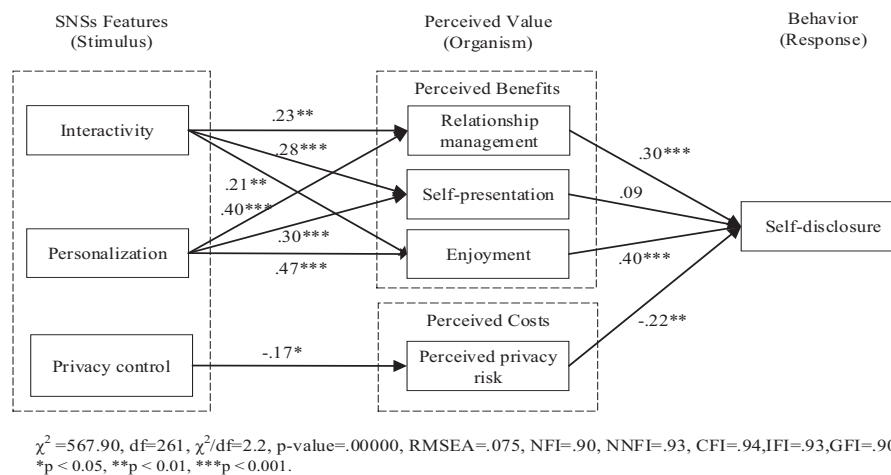 SNSs Features
(Stimulus)
Perceived Value
(Organism)
Behavior
(Response)
Perceived Benefits
Interactivity
.23**
Relationship
management
.28***
.30***
.21**
Self-presentation
.09
.40***
Self-disclosure
Personalization
.30***
Enjoyment
.40***
.47***
Perceived Costs
-.22**
Privacy control
-.17*
Perceived privacy
risk
χ² =567.90, df=261, χ²/df=2.2, p-value=.00000, RMSEA=.075, NFI=.90, NNFI=.93, CFI=.94,IFI=.93,GFI=.90
*p < 0.05, **p < 0.01, ***p < 0.001.